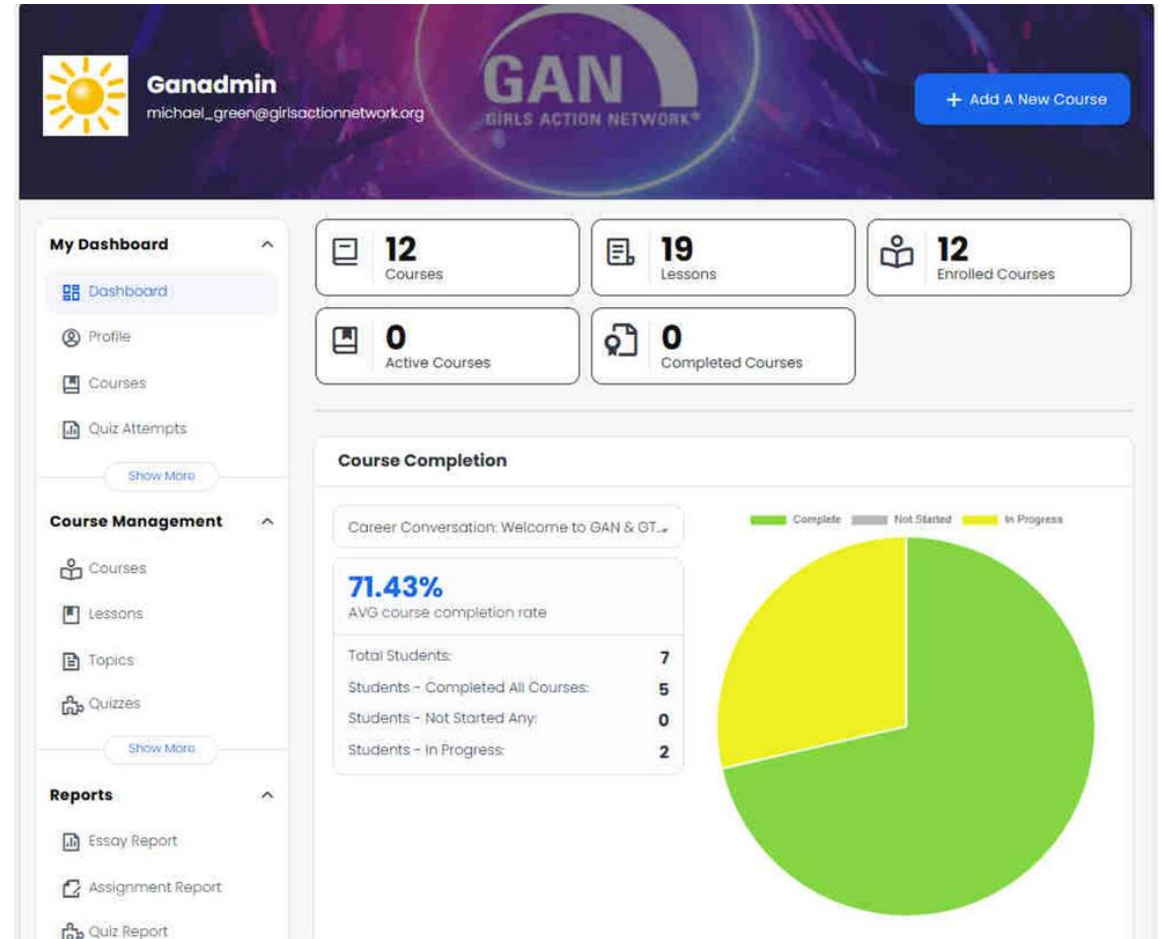 Ganadmin
michael_green@girlsactionnetwork.org
GAN
GIRLS ACTION NETWORK®
+ Add A New Course
My Dashboard
Dashboard
Profile
Courses
Quiz Attempts
Show More
Course Management
Courses
Lessons
Topics
Quizzes
Show More
Reports
Essay Report
Assignment Report
Quiz Report
12
Courses
19
Lessons
12
Enrolled Courses
0
Active Courses
0
Completed Courses
Course Completion
Career Conversation: Welcome to GAN & GT...
71.43%
AVG course completion rate
Total Students: 7
Students - Completed All Courses: 5
Students - Not Started Any: 0
Students - In Progress: 2
Complete Not Started In Progress